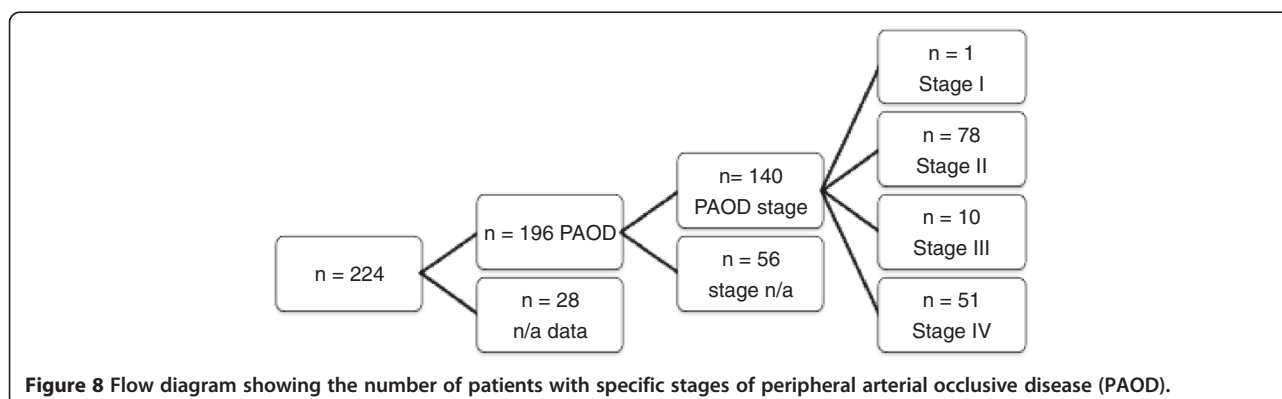 n = 224
n = 196 PAOD
n = 28
n/a data
n= 140
PAOD stage
n = 56
stage n/a
n = 1
Stage I
n = 78
Stage II
n = 10
Stage III
n = 51
Stage IV
Figure 8 Flow diagram showing the number of patients with specific stages of peripheral arterial occlusive disease (PAOD).